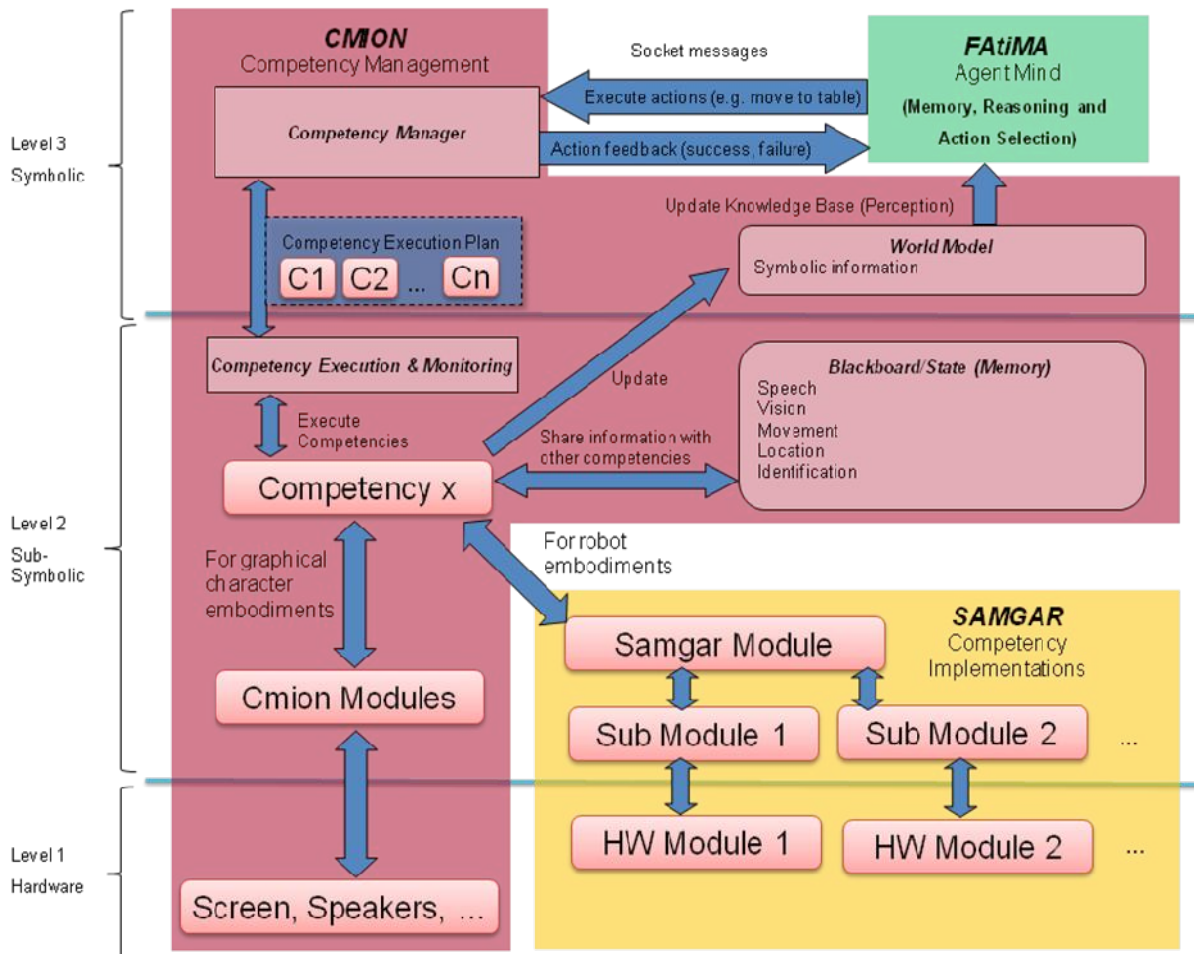 CMION
Competency Management
Competency Manager
Socket messages
Execute actions (e.g. move to table)
Action feedback (success, failure)
FAtiMA
Agent Mind
(Memory, Reasoning and
Action Selection)
Level 3
Symbolic
Update Knowledge Base (Perception)
Competency Execution Plan
C1 C2 ... Cn
World Model
Symbolic information
Competency Execution & Monitoring
Update
Blackboard/State (Memory)
Speech
Vision
Movement
Location
Identification
Execute
Competencies
Share information with
other competencies
Competency x
Level 2
Sub-
Symbolic
For graphical
character
embodiments
For robot
embodiments
SAMGAR
Competency
Implementations
Samgar Module
Cmion Modules
Sub Module 1
Sub Module 2
...
Level 1
Hardware
HW Module 1
HW Module 2
...
Screen, Speakers, ...